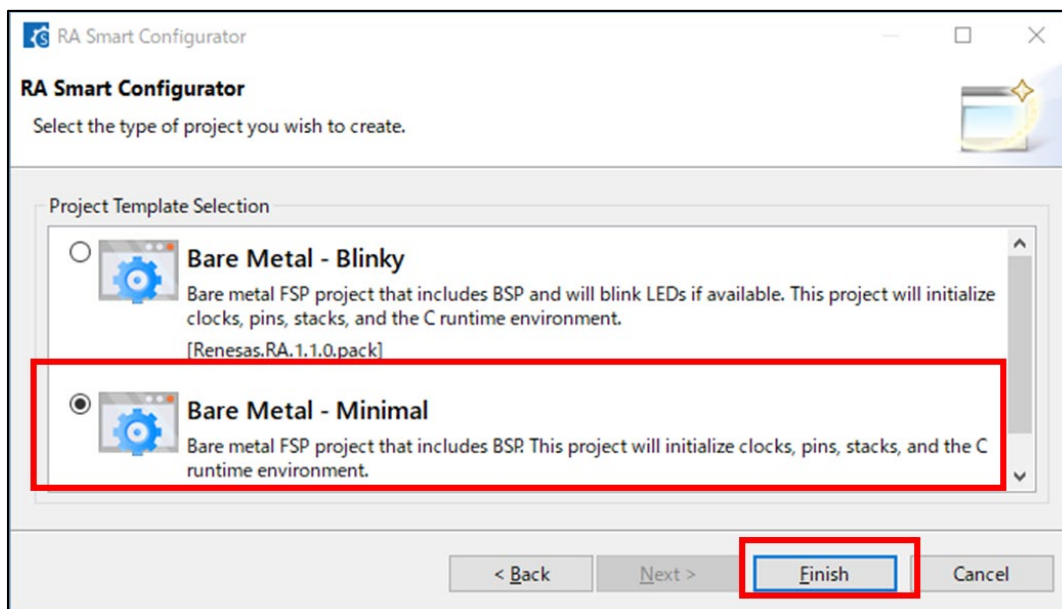 RA Smart Configurator
RA Smart Configurator
Select the type of project you wish to create.
Project Template Selection
Bare Metal - Blinky
Bare metal FSP project that includes BSP and will blink LEDs if available. This project will initialize
clocks, pins, stacks, and the C runtime environment.
[Renesas.RA.1.1.0.pack]
Bare Metal - Minimal
Bare metal FSP project that includes BSP. This project will initialize clocks, pins, stacks, and the C
runtime environment.
< Back
Next >
Finish
Cancel